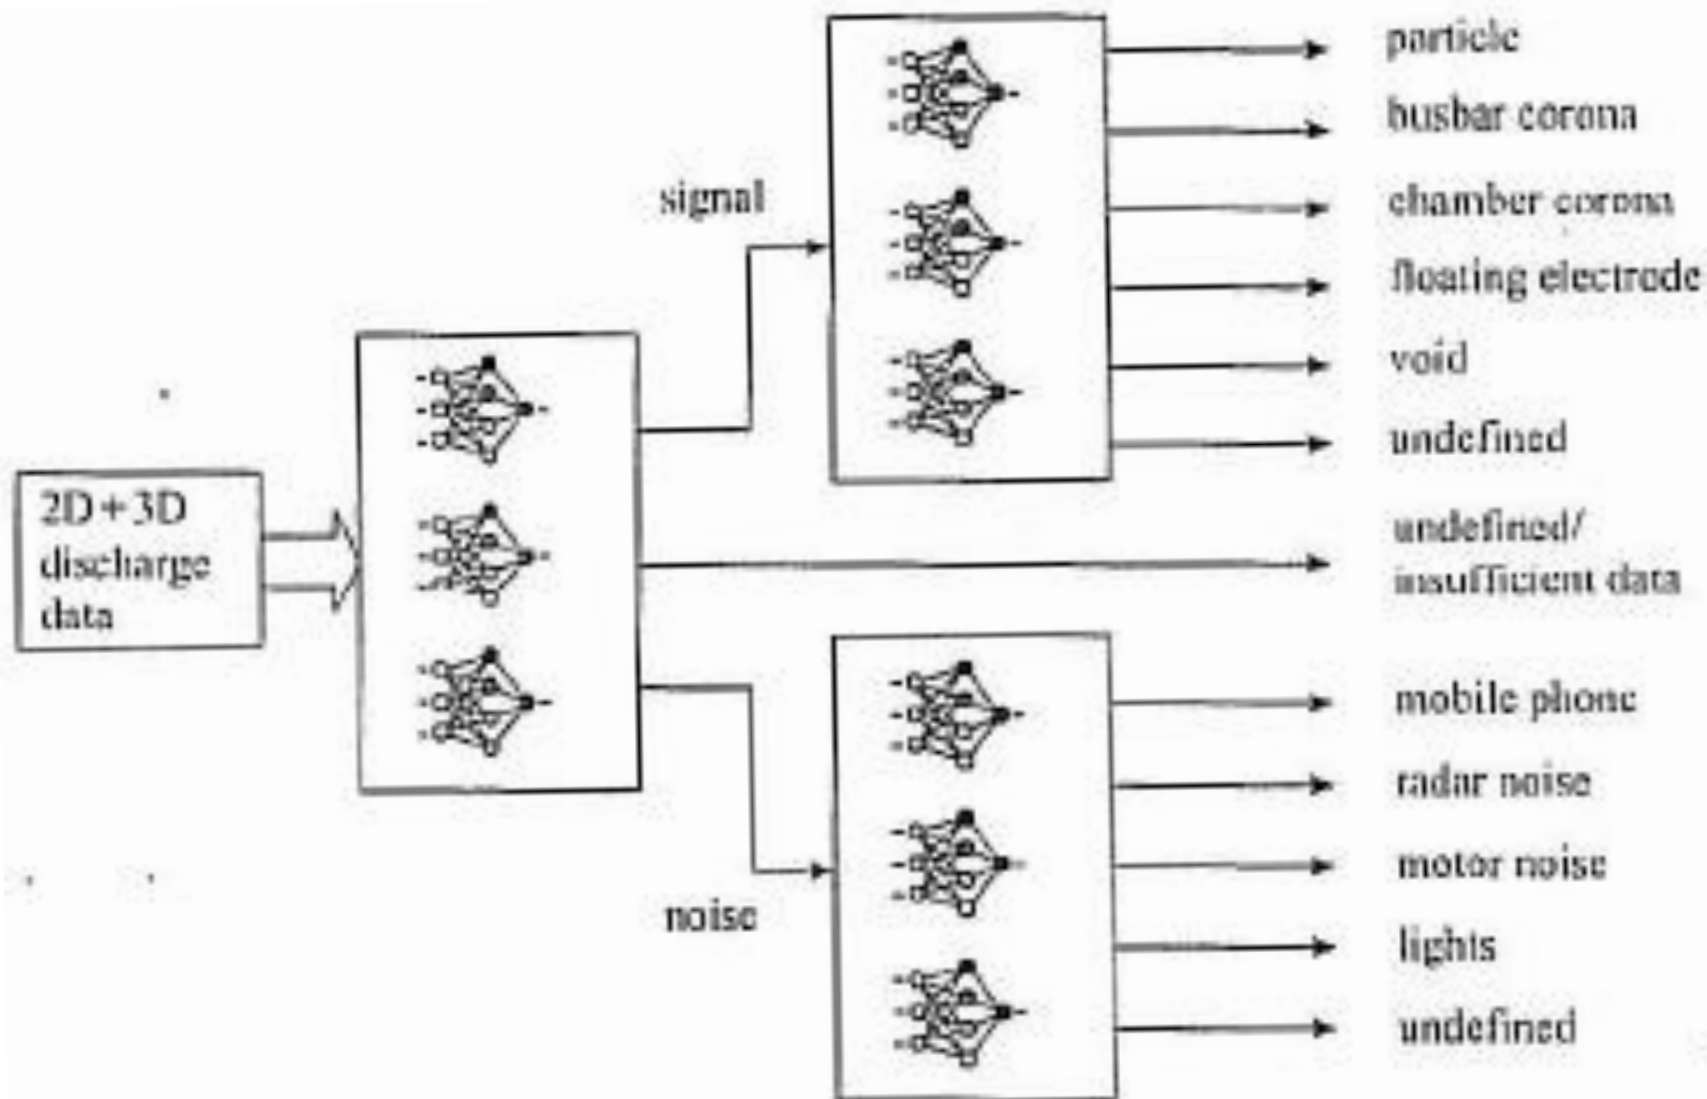 2D+3D
discharge
data
signal
noise
particle
busbar corona
chamber corona
floating electrode
void
undefined
undefined/
insufficient data
mobile phone
radar noise
motor noise
lights
undefined